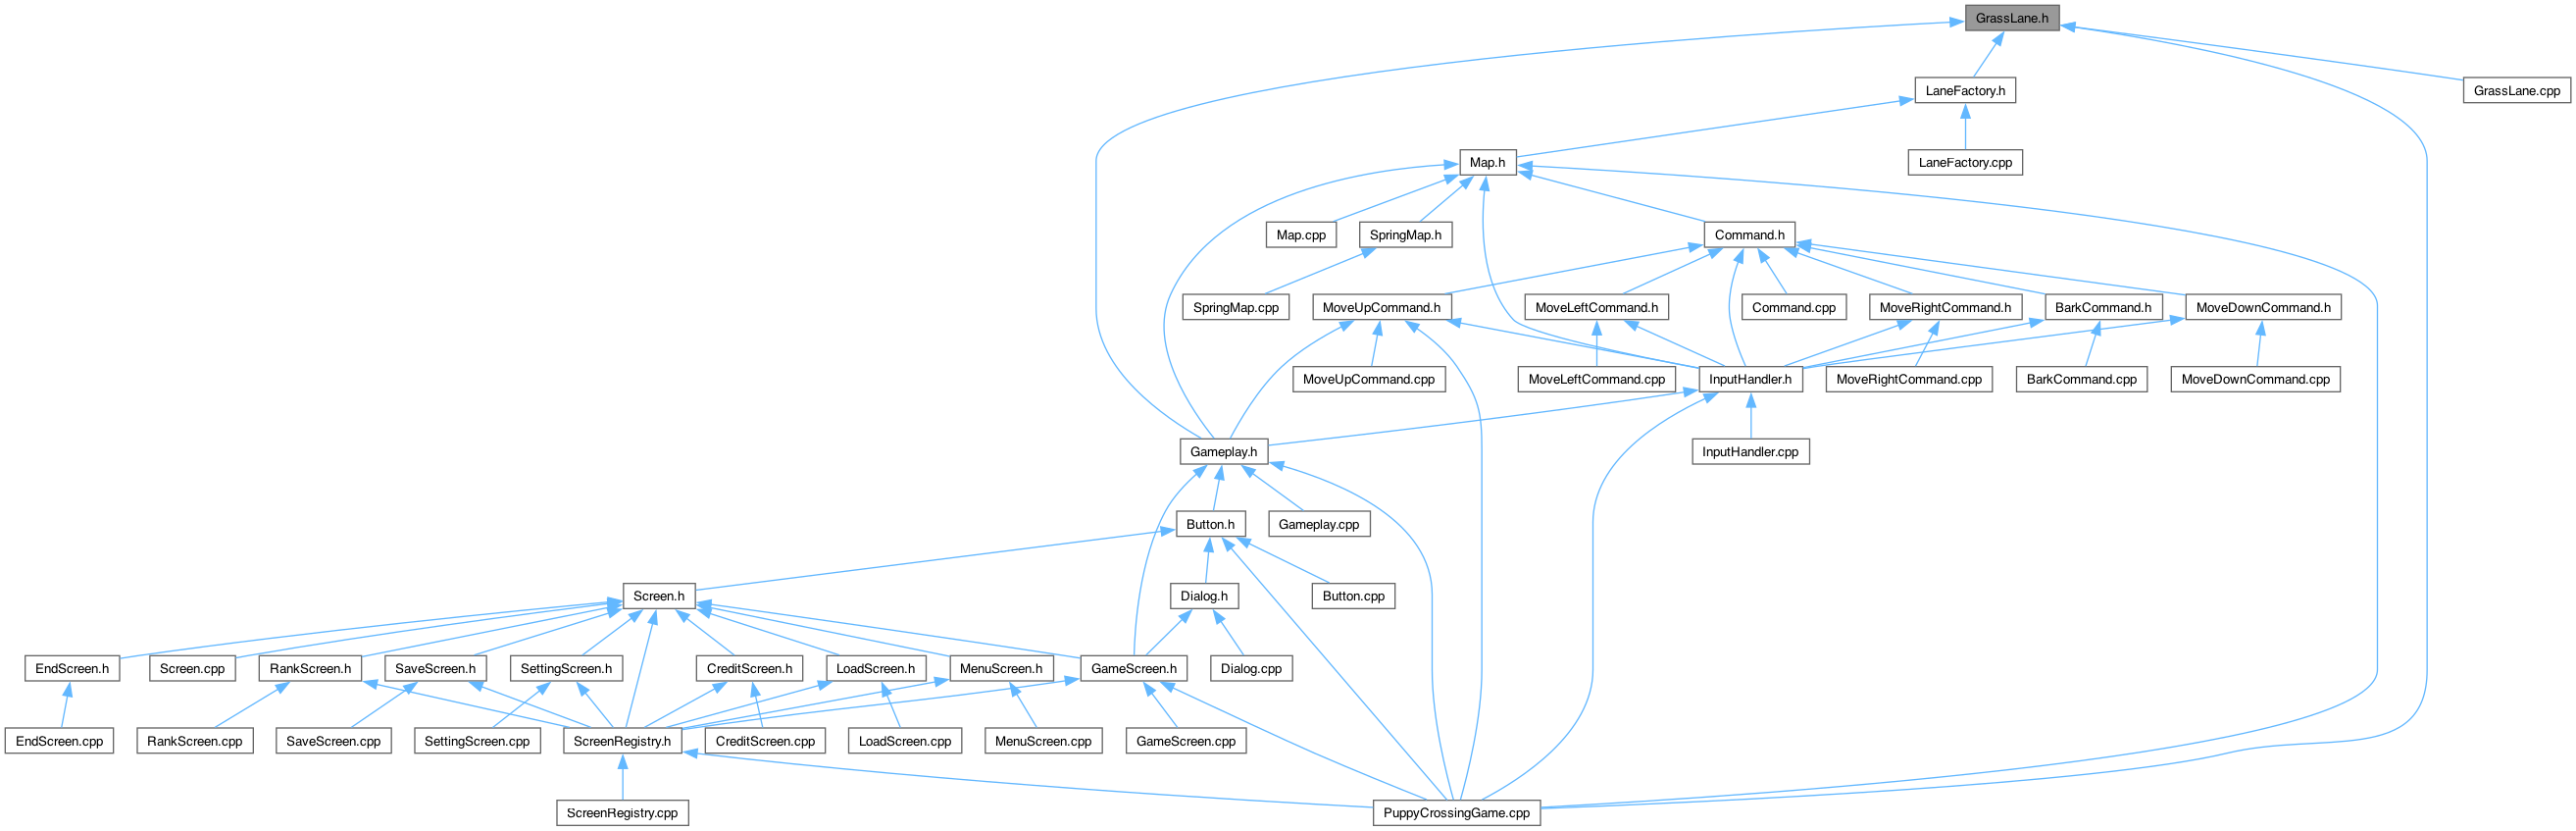 GrassLane.h
LaneFactory.h
GrassLane.cpp
Map.h
LaneFactory.cpp
Map.cpp
SpringMap.h
Command.h
SpringMap.cpp
MoveUpCommand.h
MoveLeftCommand.h
Command.cpp
MoveRightCommand.h
BarkCommand.h
MoveDownCommand.h
MoveUpCommand.cpp
MoveLeftCommand.cpp
InputHandler.h
MoveRightCommand.cpp
BarkCommand.cpp
MoveDownCommand.cpp
Gameplay.h
InputHandler.cpp
Button.h
Gameplay.cpp
Screen.h
Dialog.h
Button.cpp
EndScreen.h
Screen.cpp
RankScreen.h
SaveScreen.h
SettingScreen.h
CreditScreen.h
LoadScreen.h
MenuScreen.h
GameScreen.h
Dialog.cpp
EndScreen.cpp
RankScreen.cpp
SaveScreen.cpp
SettingScreen.cpp
ScreenRegistry.h
CreditScreen.cpp
LoadScreen.cpp
MenuScreen.cpp
GameScreen.cpp
ScreenRegistry.cpp
PuppyCrossingGame.cpp